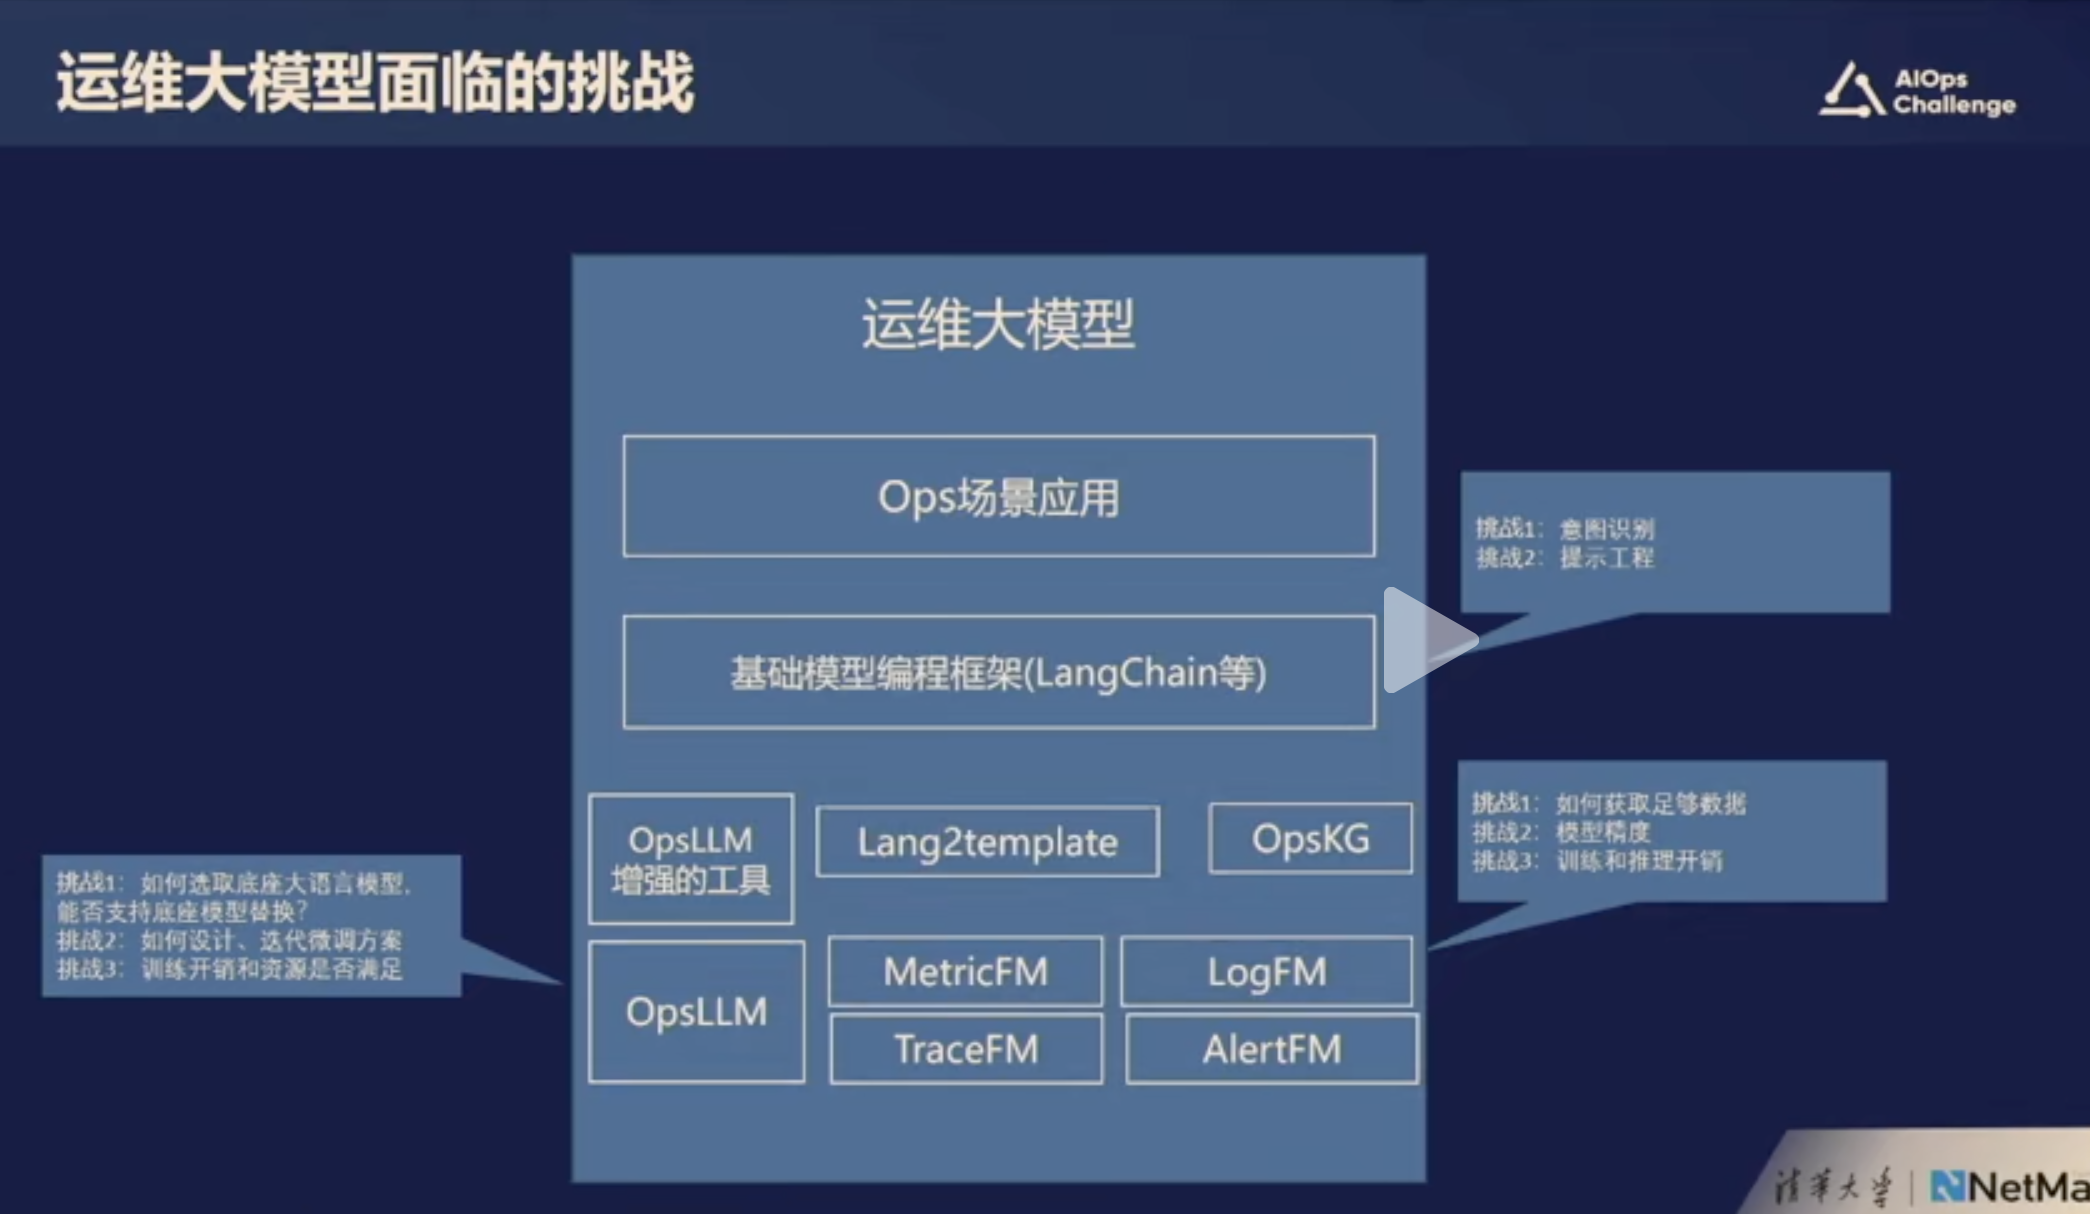 运维大模型面临的挑战
AIOps
Challenge
运维大模型
Ops场景应用
挑战1：意图识别
挑战2：提示工程
基础模型编程框架(LangChain等)
OpsLLM
增强的工具
Lang2template
OpsKG
挑战1：如何获取足够数据
挑战2：模型精度
挑战3：训练和推理开销
挑战1：如何选取底座大语言模型，
能否支持底座模型替换？
挑战2：如何设计、迭代微调方案
挑战3：训练开销和资源是否满足
OpsLLM
MetricFM
LogFM
TraceFM
AlertFM
清华大学
NetMa